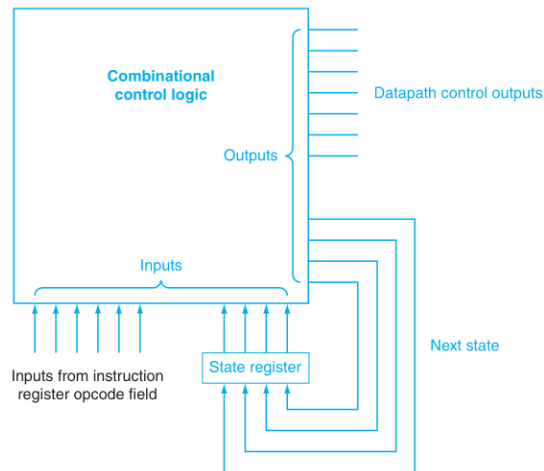 Combinational
control logic
Datapath control outputs
Outputs
Inputs
Next state
State register
Inputs from instruction
register opcode field